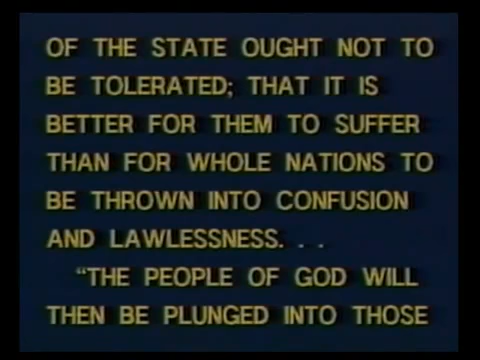 OF THE STATE OUGHT NOT TO
BE TOLERATED; THAT IT IS
BETTER FOR THEM TO SUFFER
THAN FOR WHOLE NATIONS TO
BE THROWN INTO CONFUSION
AND LAWLESSNESS. . .
"THE PEOPLE OF GOD WILL
THEN BE PLUNGED INTO THOSE